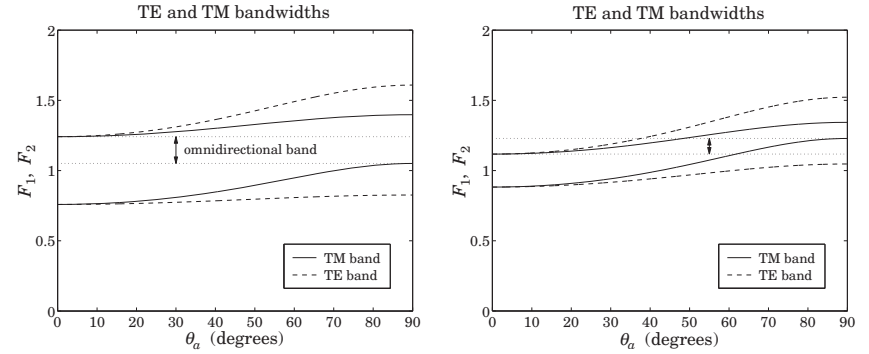 TE and TM bandwidths
2
1.5
1
0.5
0
F1, F2
omnidirectional band
TM band
TE band
0 10 20 30 40 50 60 70 80 90
θa (degrees)
TE and TM bandwidths
2
1.5
1
0.5
0
F1, F2
TM band
TE band
0 10 20 30 40 50 60 70 80 90
θa (degrees)